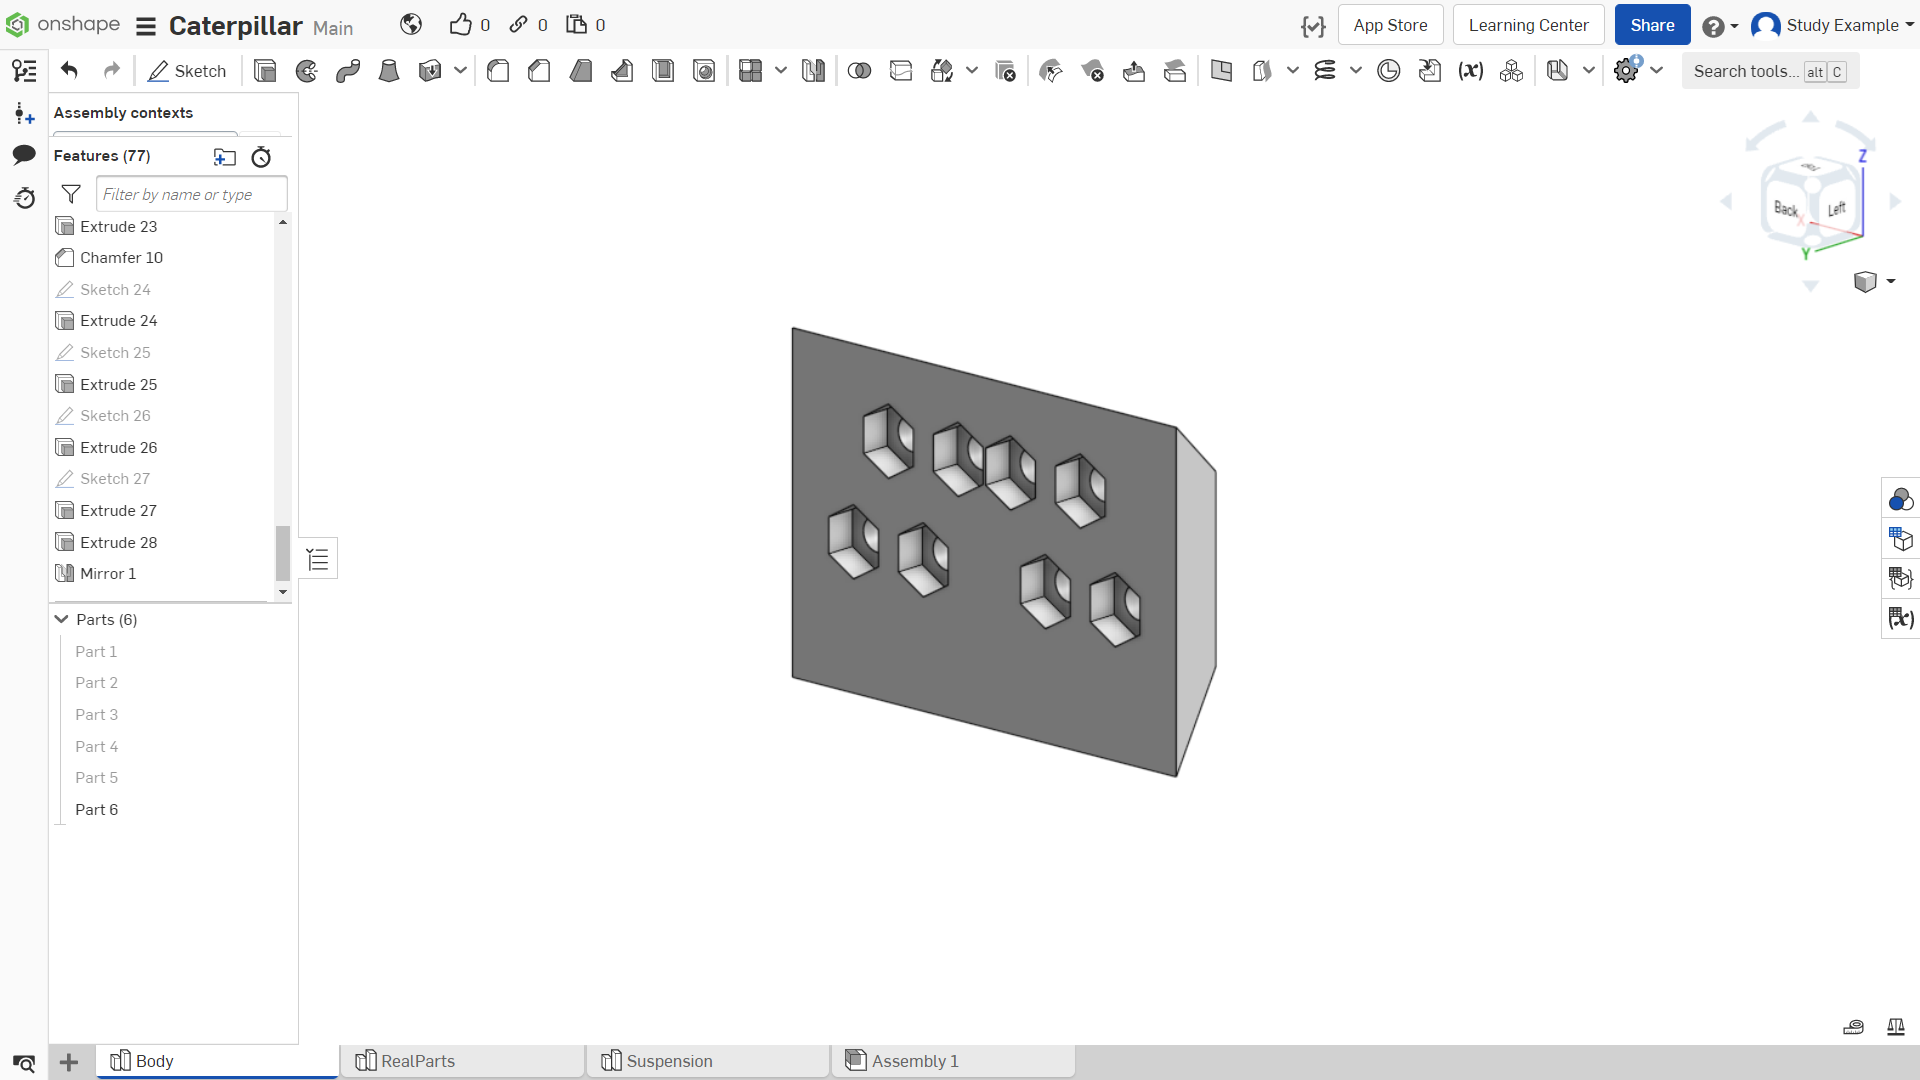 onshape Caterpillar Main 0 0 0 App Store Learning Center Share Study Example
Sketch Search tools... alt C
Assembly contexts
Features (77)
Filter by name or type
Extrude 23
Chamfer 10
Sketch 24
Extrude 24
Sketch 25
Extrude 25
Sketch 26
Extrude 26
Sketch 27
Extrude 27
Extrude 28
Mirror 1
Parts (6)
Part 1
Part 2
Part 3
Part 4
Part 5
Part 6
Z
Back Left
X
Y
Body RealParts Suspension Assembly 1